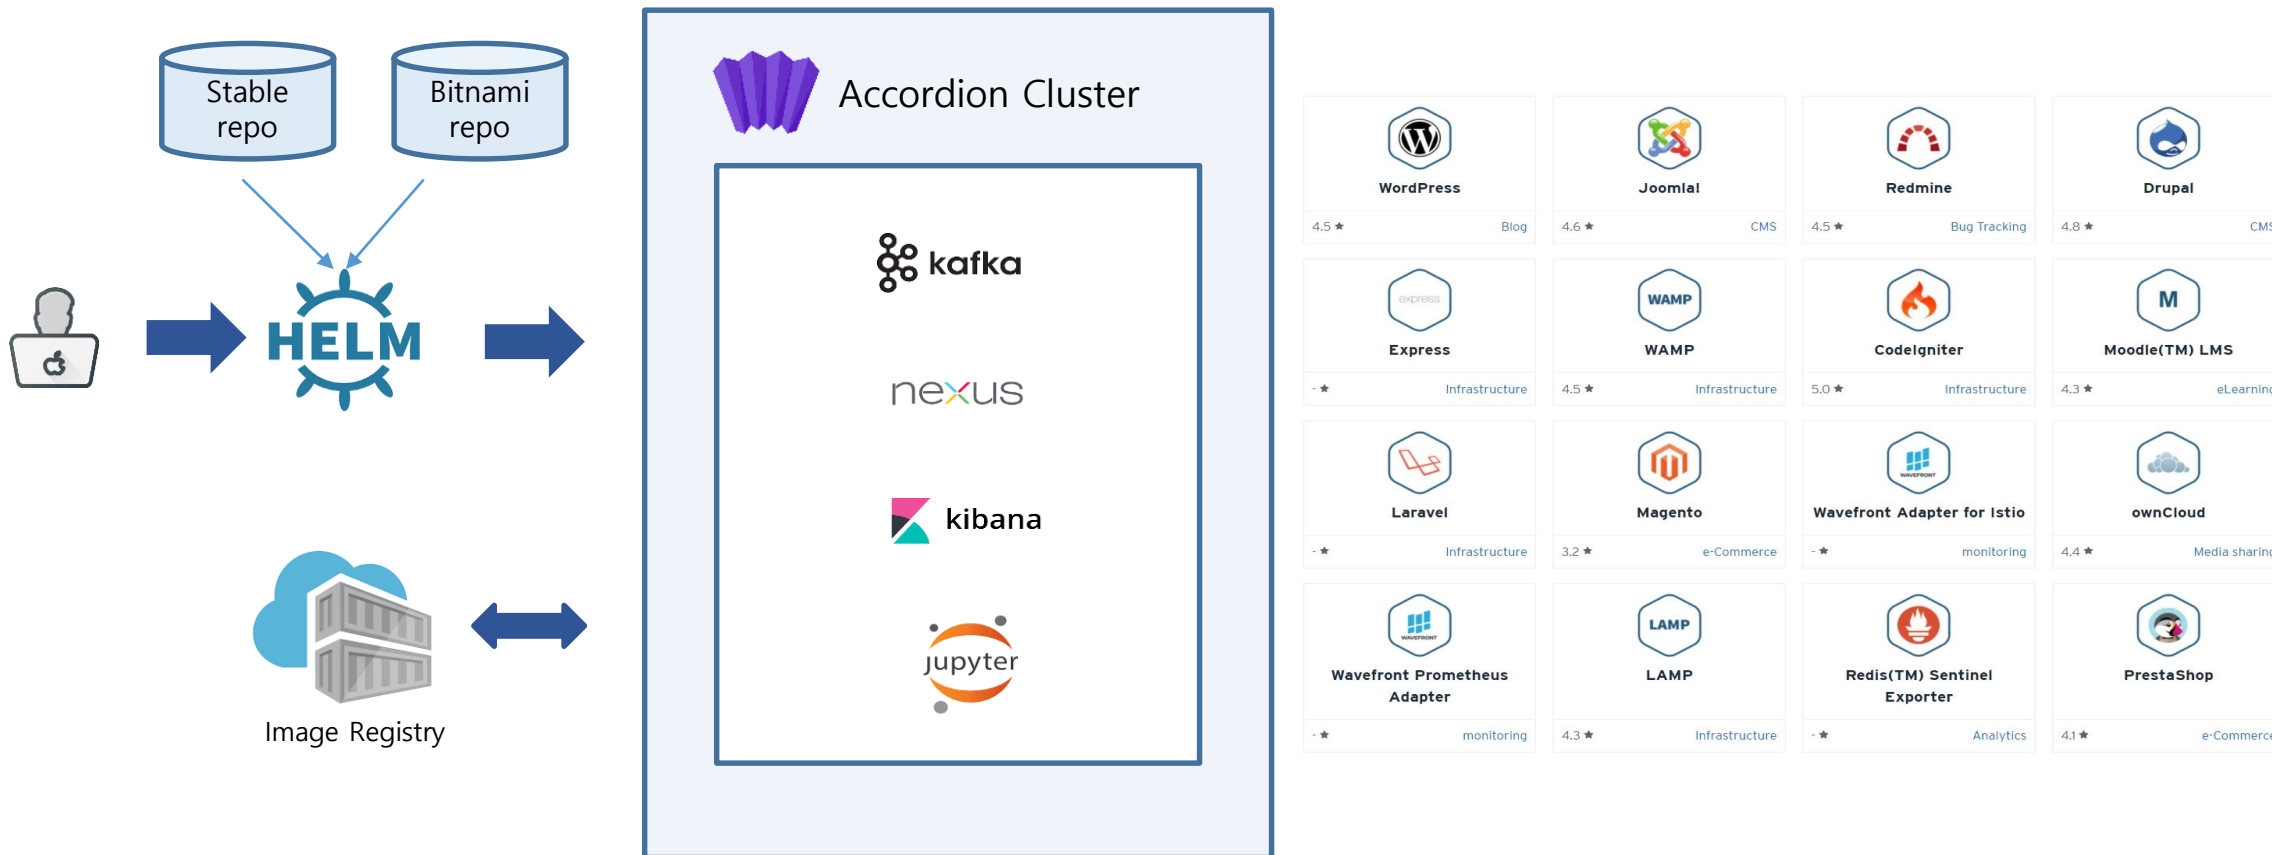 Stable
repo
Bitnami
repo
HELM
Image Registry
Accordion Cluster
kafka
nexus
kibana
jupyter
WordPress
4.5 ★ Blog
Joomla!
4.6 ★ CMS
Redmine
4.5 ★ Bug Tracking
Drupal
4.8 ★ CMS
express
Express
- ★ Infrastructure
WAMP
WAMP
4.5 ★ Infrastructure
CodeIgniter
5.0 ★ Infrastructure
M
Moodle(TM) LMS
4.3 ★ eLearning
Laravel
- ★ Infrastructure
Magento
3.2 ★ e-Commerce
WAVEFRONT
Wavefront Adapter for Istio
- ★ monitoring
ownCloud
4.4 ★ Media sharing
WAVEFRONT
Wavefront Prometheus
Adapter
- ★ monitoring
LAMP
LAMP
4.3 ★ Infrastructure
Redis(TM) Sentinel
Exporter
- ★ Analytics
PrestaShop
4.1 ★ e-Commerce